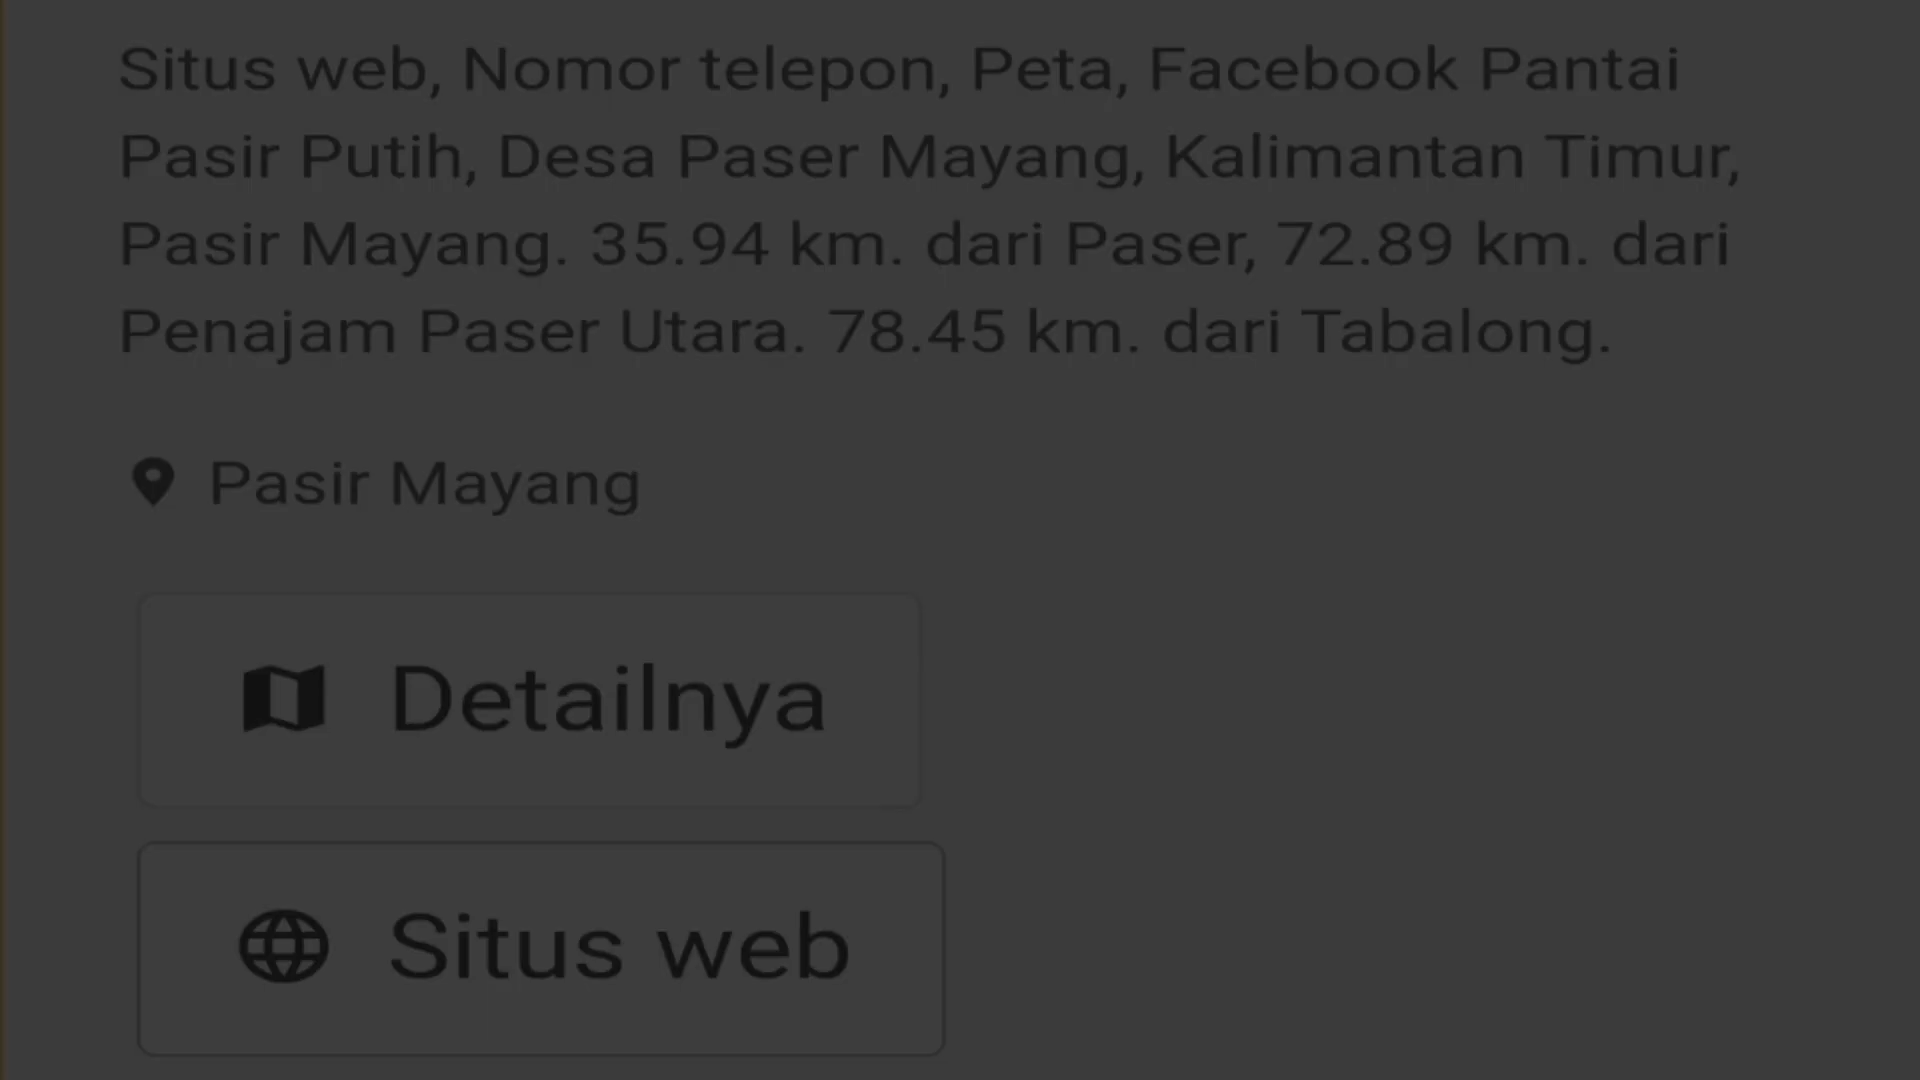 Situs web, Nomor telepon, Peta, Facebook Pantai
Pasir Putih, Desa Paser Mayang, Kalimantan Timur,
Pasir Mayang. 35.94 km. dari Paser, 72.89 km. dari
Penajam Paser Utara. 78.45 km. dari Tabalong.
Pasir Mayang
Detailnya
Situs web